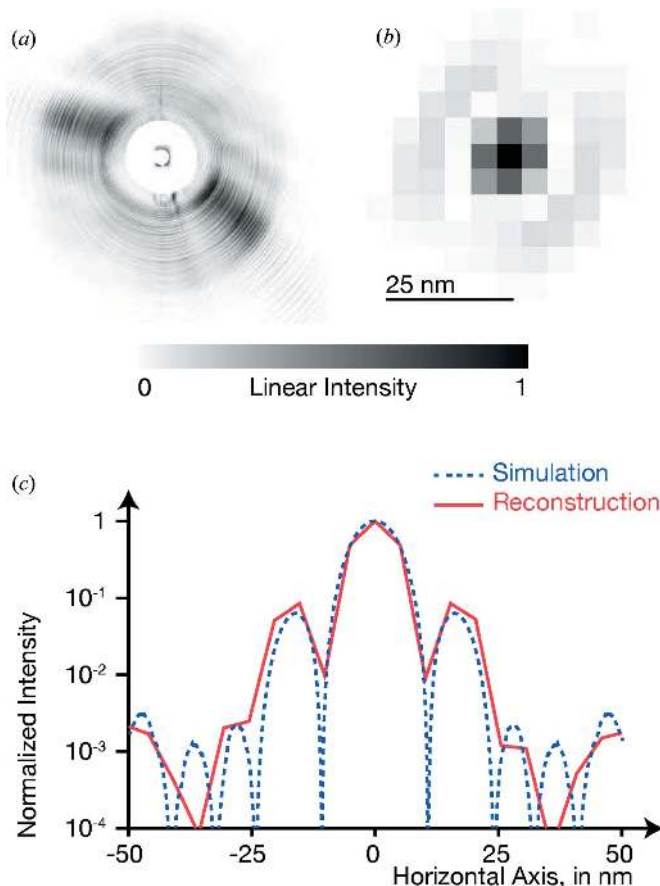 (a)
(b)
25 nm
0 Linear Intensity 1
(c)
Simulation
Reconstruction
Normalized Intensity
1
10⁻¹
10⁻²
10⁻³
10⁻⁴
-50 -25 0 25 50
Horizontal Axis, in nm